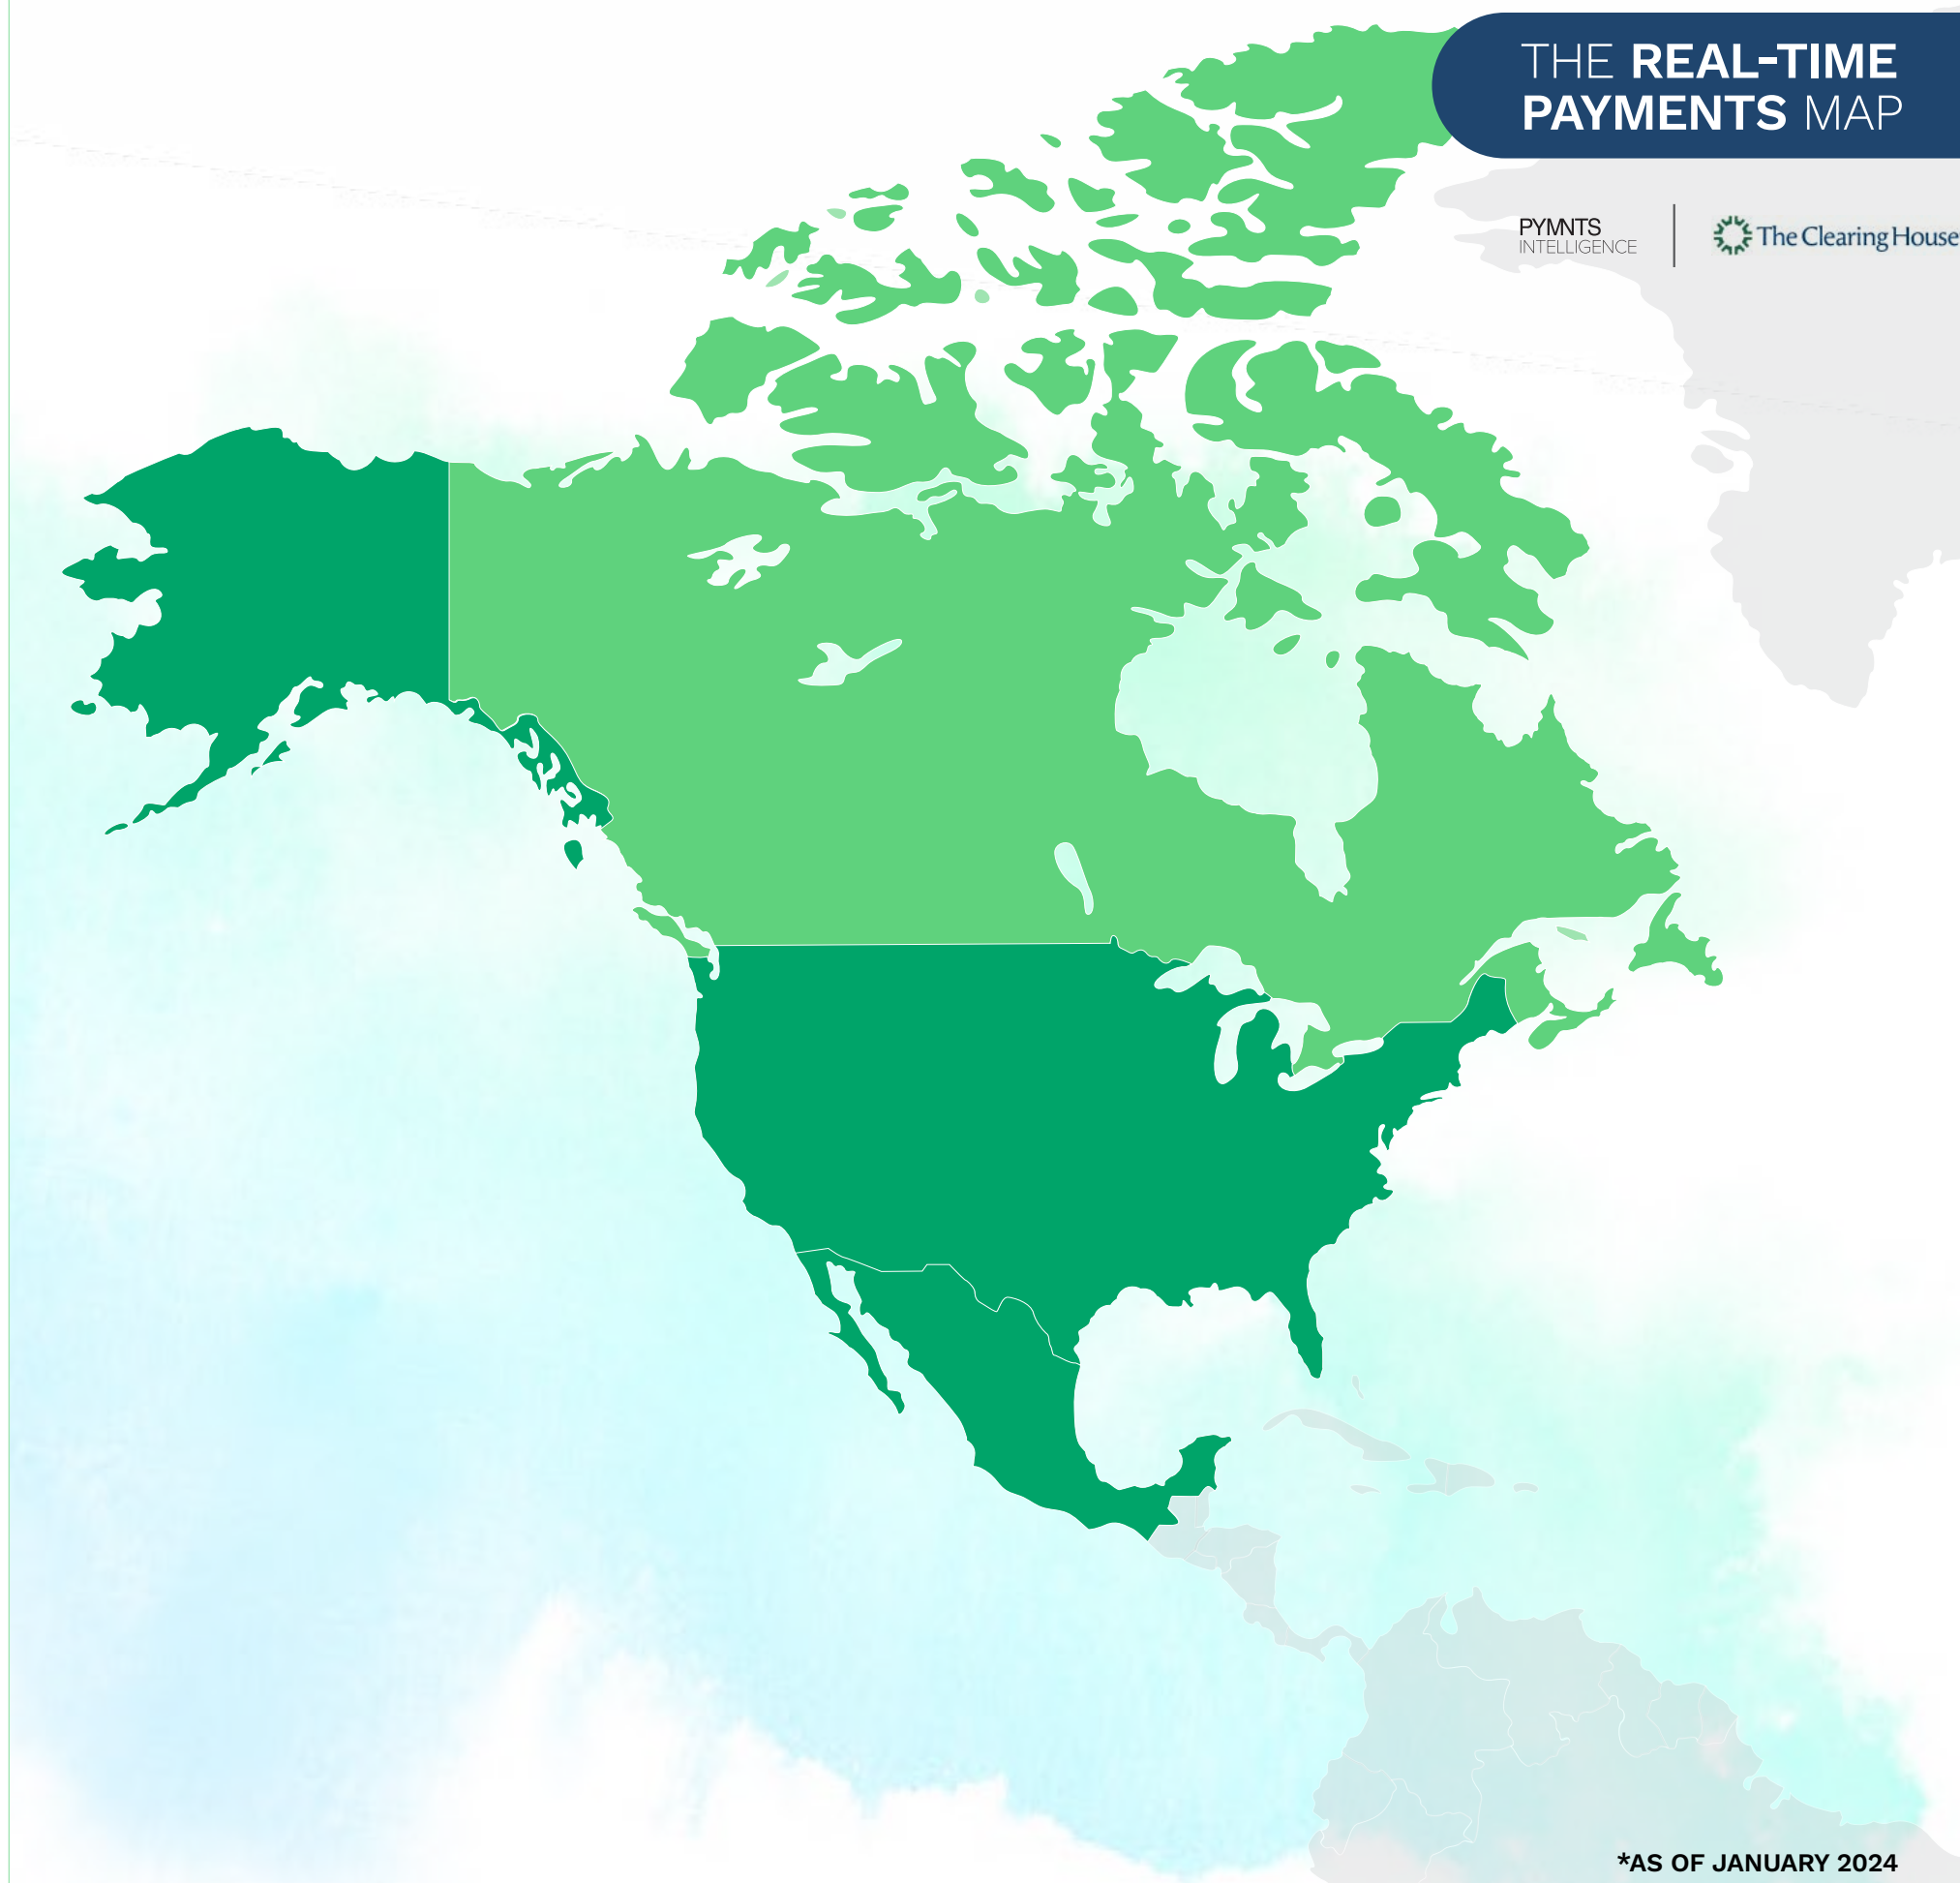 THE REAL-TIME
PAYMENTS MAP
PYMNTS
INTELLIGENCE
The Clearing House
*AS OF JANUARY 2024